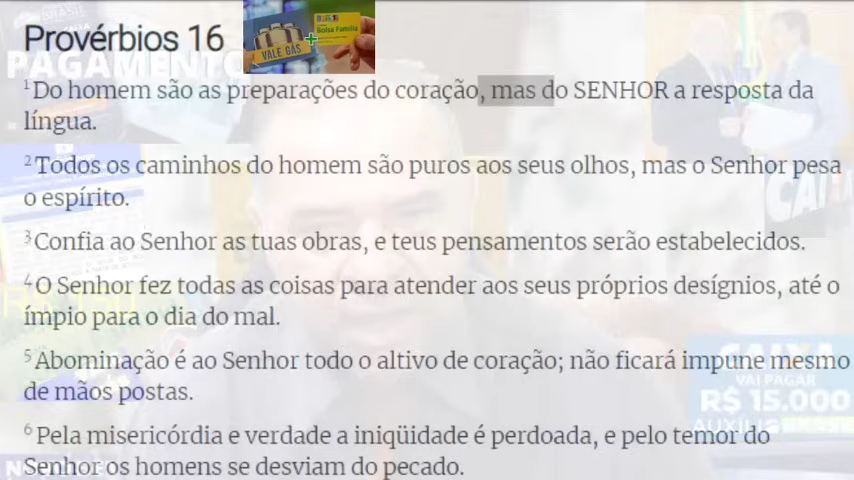 Provérbios 16
VALE GÁS
+
Bolsa Família
PAGAMENTO
¹Do homem são as preparações do coração, mas do SENHOR a resposta da
língua.
²Todos os caminhos do homem são puros aos seus olhos, mas o Senhor pesa
o espírito.
³Confia ao Senhor as tuas obras, e teus pensamentos serão estabelecidos.
⁴O Senhor fez todas as coisas para atender aos seus próprios desígnios, até o
ímpio para o dia do mal.
⁵Abominação é ao Senhor todo o altivo de coração; não ficará impune mesmo
de mãos postas.
⁶Pela misericórdia e verdade a iniqüidade é perdoada, e pelo temor do
Senhor os homens se desviam do pecado.
CAIXA
CAIXA
VAI PAGAR
R$ 15.000
AUXÍLIO